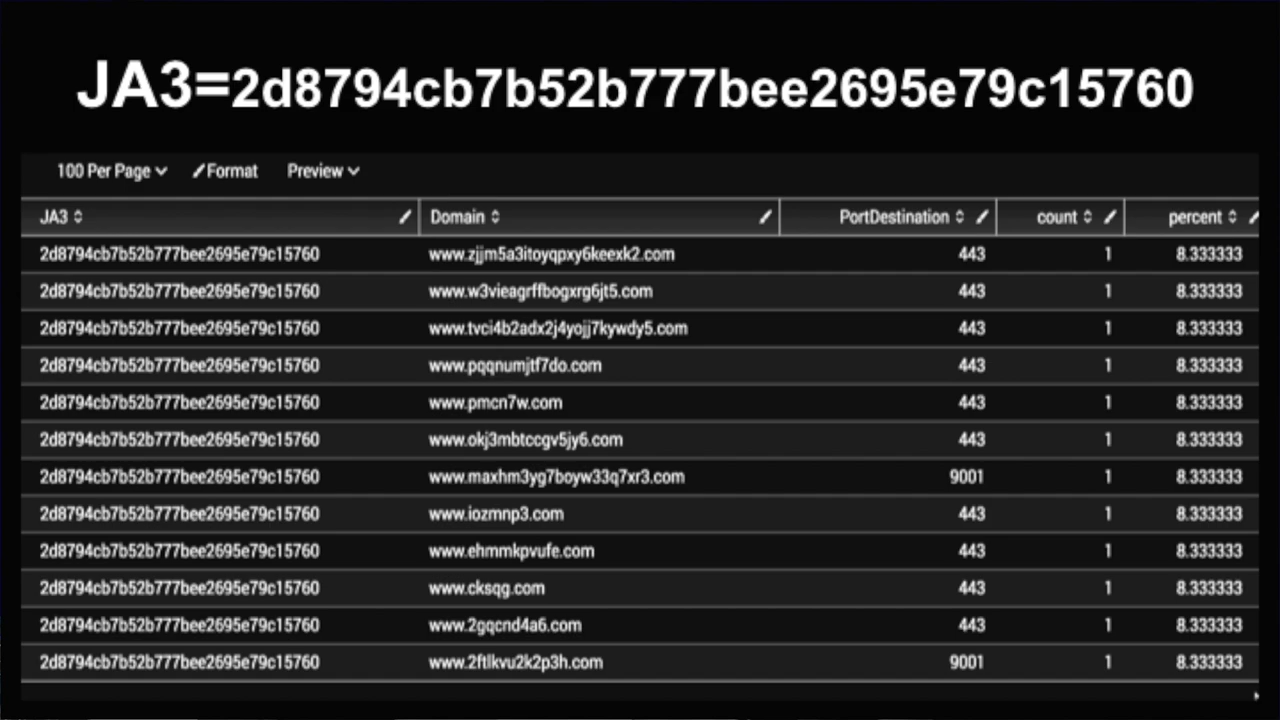 JA3=2d8794cb7b52b777bee2695e79c15760
100 Per Page Format Preview
JA3 Domain PortDestination count percent
2d8794cb7b52b777bee2695e79c15760 www.zjjm5a3itoyqpxy6keexk2.com 443 1 8.333333
2d8794cb7b52b777bee2695e79c15760 www.w3vieagrffbogxrg6jt5.com 443 1 8.333333
2d8794cb7b52b777bee2695e79c15760 www.tvci4b2adx2j4yojj7kywdy5.com 443 1 8.333333
2d8794cb7b52b777bee2695e79c15760 www.pqqnumjtf7do.com 443 1 8.333333
2d8794cb7b52b777bee2695e79c15760 www.pmcn7w.com 443 1 8.333333
2d8794cb7b52b777bee2695e79c15760 www.okj3mbtccgv5jy6.com 443 1 8.333333
2d8794cb7b52b777bee2695e79c15760 www.maxhm3yg7boyw33q7xr3.com 9001 1 8.333333
2d8794cb7b52b777bee2695e79c15760 www.iozmnp3.com 443 1 8.333333
2d8794cb7b52b777bee2695e79c15760 www.ehmmkpvufe.com 443 1 8.333333
2d8794cb7b52b777bee2695e79c15760 www.cksqg.com 443 1 8.333333
2d8794cb7b52b777bee2695e79c15760 www.2gqcnd4a6.com 443 1 8.333333
2d8794cb7b52b777bee2695e79c15760 www.2ftlkvu2k2p3h.com 9001 1 8.333333